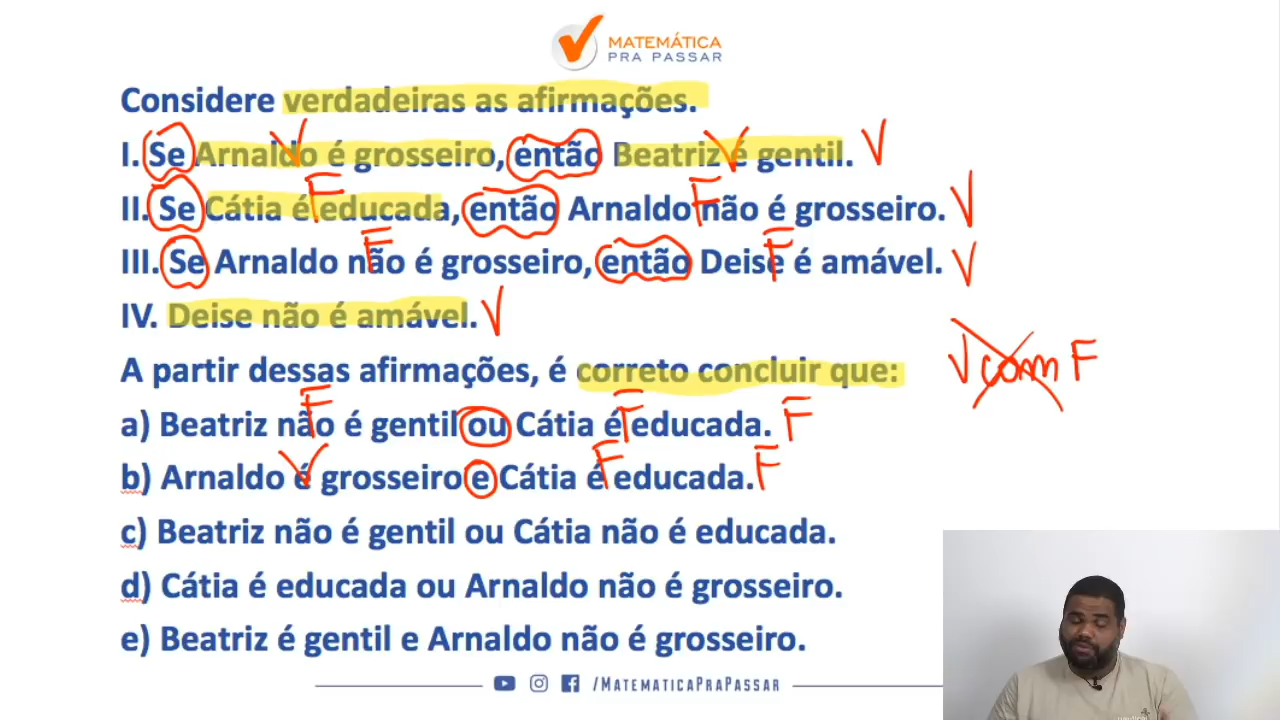 MATEMÁTICA
PRA PASSAR
Considere verdadeiras as afirmações.
V V
I. Se Arnaldo é grosseiro, então Beatriz é gentil. V
F F
II. Se Cátia é educada, então Arnaldo não é grosseiro. V
F F
III. Se Arnaldo não é grosseiro, então Deise é amável. V
IV. Deise não é amável. V
V com F
A partir dessas afirmações, é correto concluir que:
F F
a) Beatriz não é gentil ou Cátia é educada. F
V F
b) Arnaldo é grosseiro e Cátia é educada. F
c) Beatriz não é gentil ou Cátia não é educada.
d) Cátia é educada ou Arnaldo não é grosseiro.
e) Beatriz é gentil e Arnaldo não é grosseiro.
/MATEMATICAPRAPASSAR